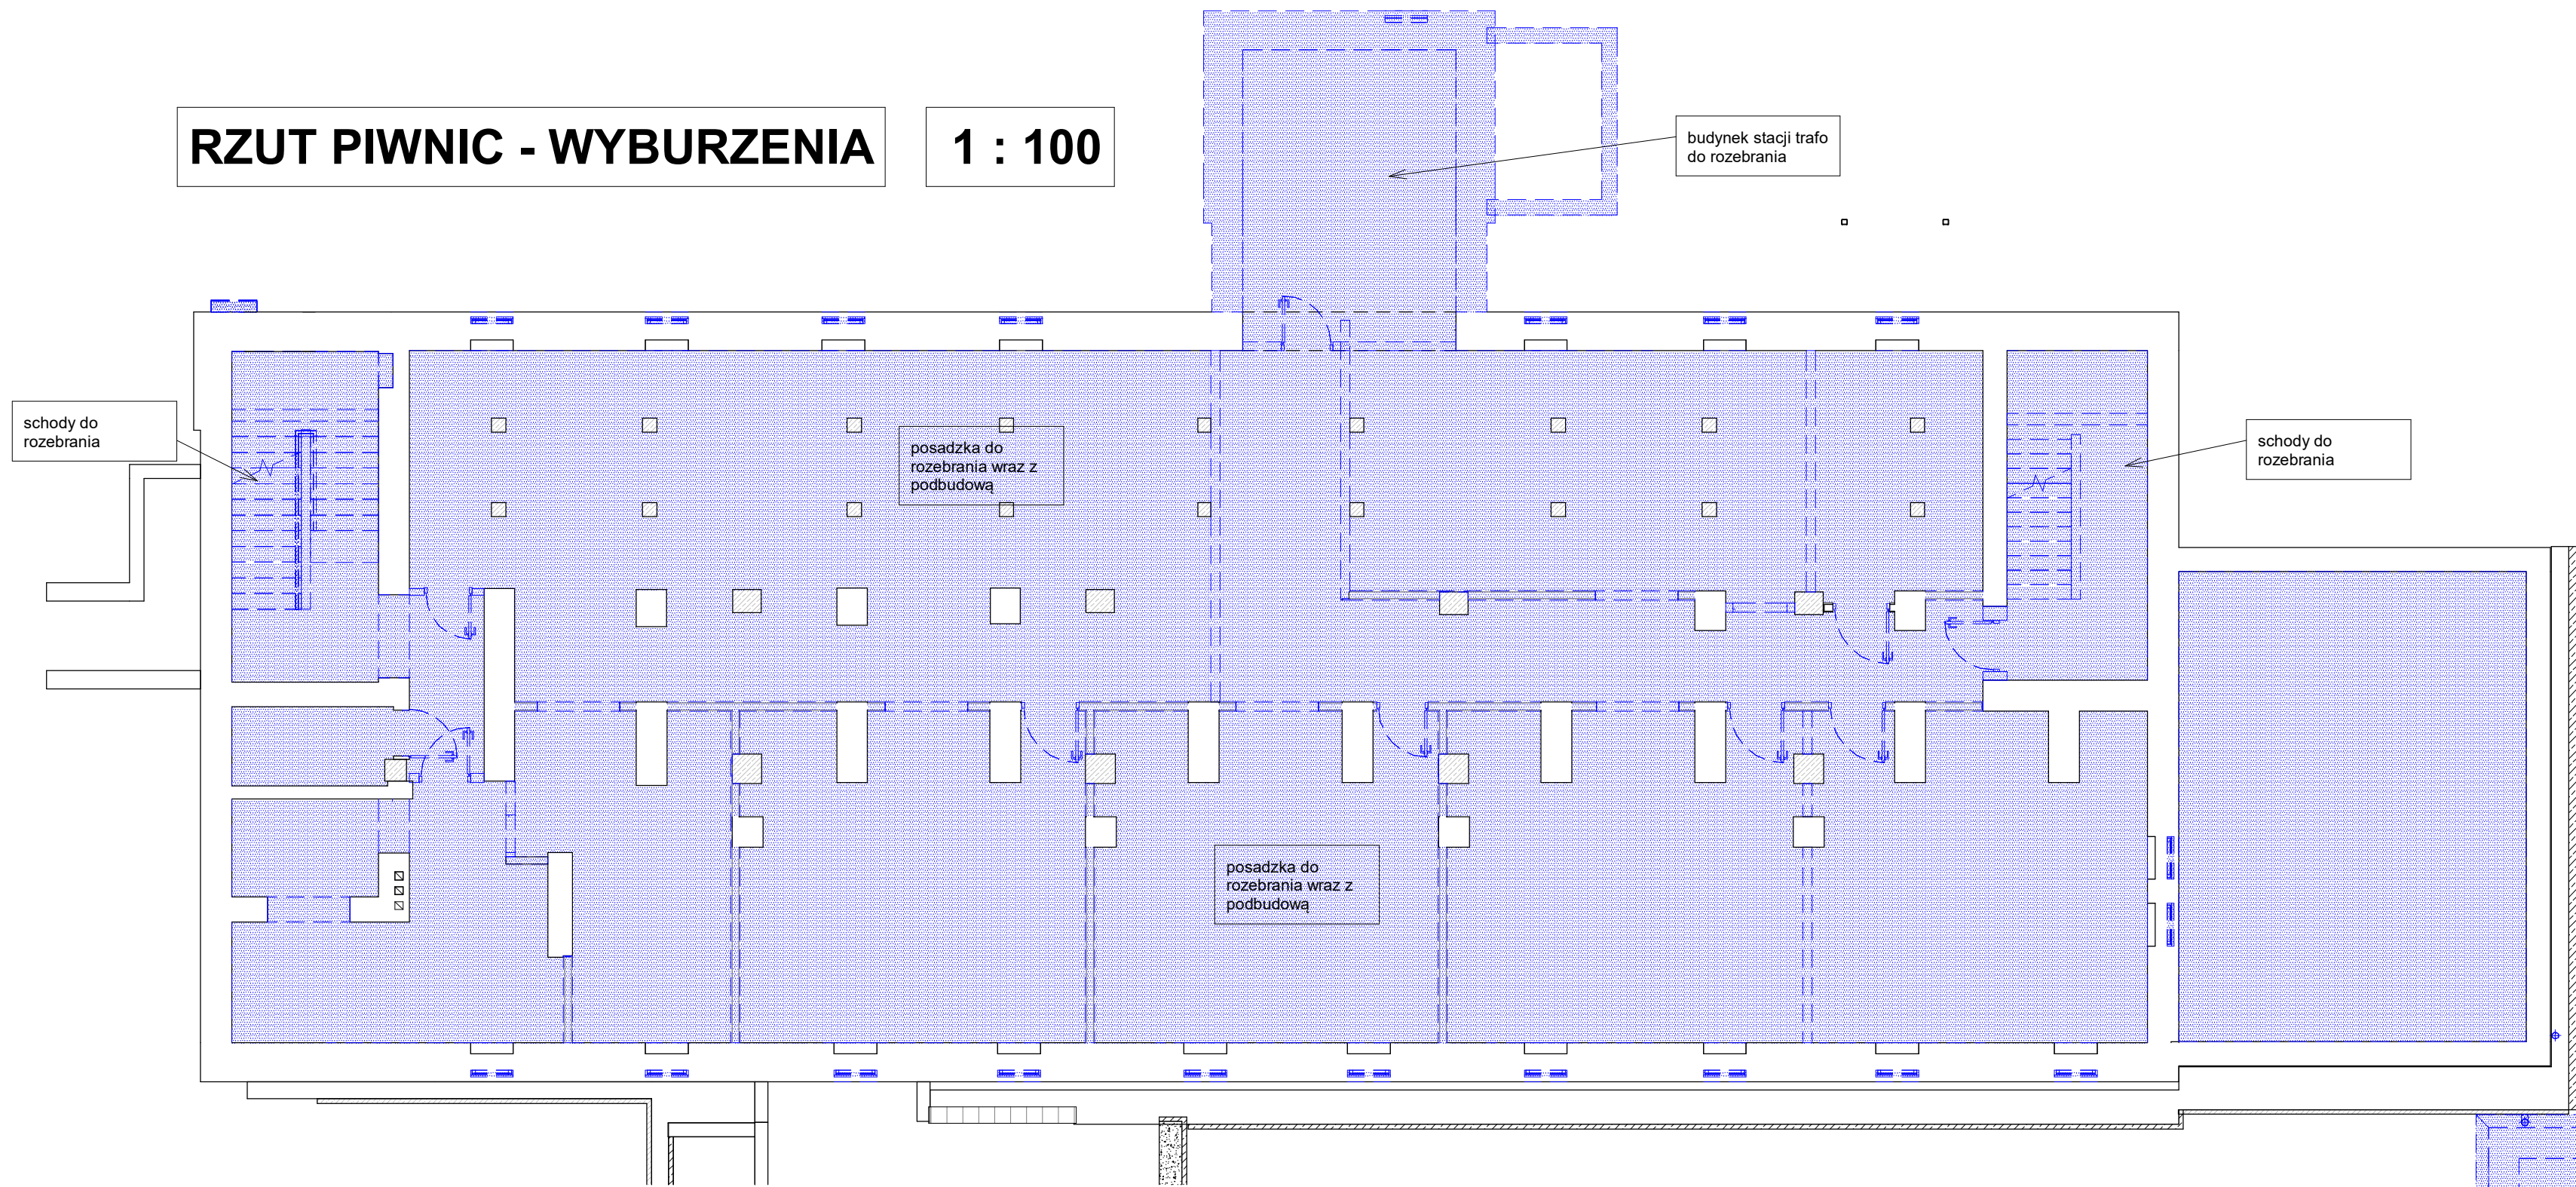 RZUT PIWNIC - WYBURZENIA
1 : 100
budynek stacji trafo
do rozebrania
schody do
rozebrania
posadzka do
rozebrania wraz z
podbudową
schody do
rozebrania
posadzka do
rozebrania wraz z
podbudową